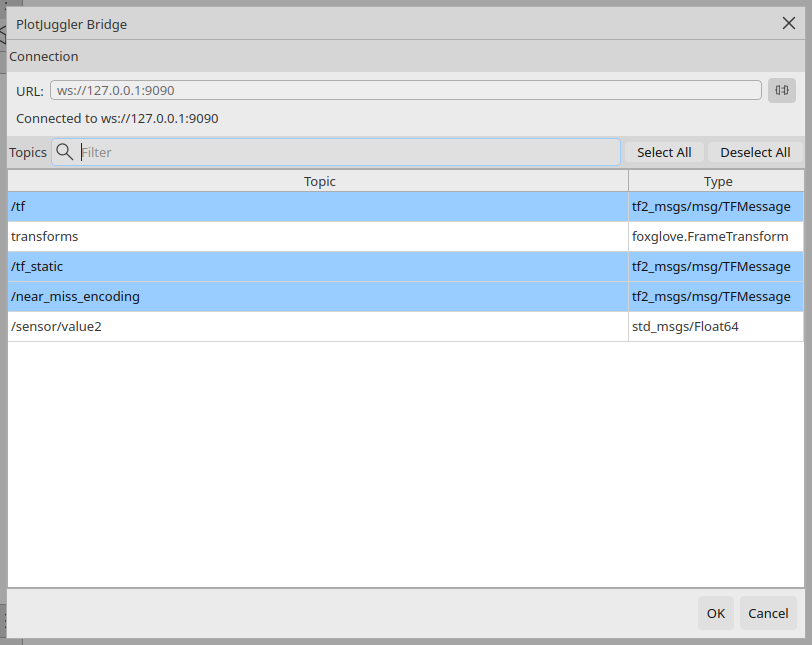 PlotJuggler Bridge
Connection
URL: ws://127.0.0.1:9090
Connected to ws://127.0.0.1:9090
Topics Filter Select All Deselect All
Topic Type
/tf tf2_msgs/msg/TFMessage
transforms foxglove.FrameTransform
/tf_static tf2_msgs/msg/TFMessage
/near_miss_encoding tf2_msgs/msg/TFMessage
/sensor/value2 std_msgs/Float64
OK Cancel